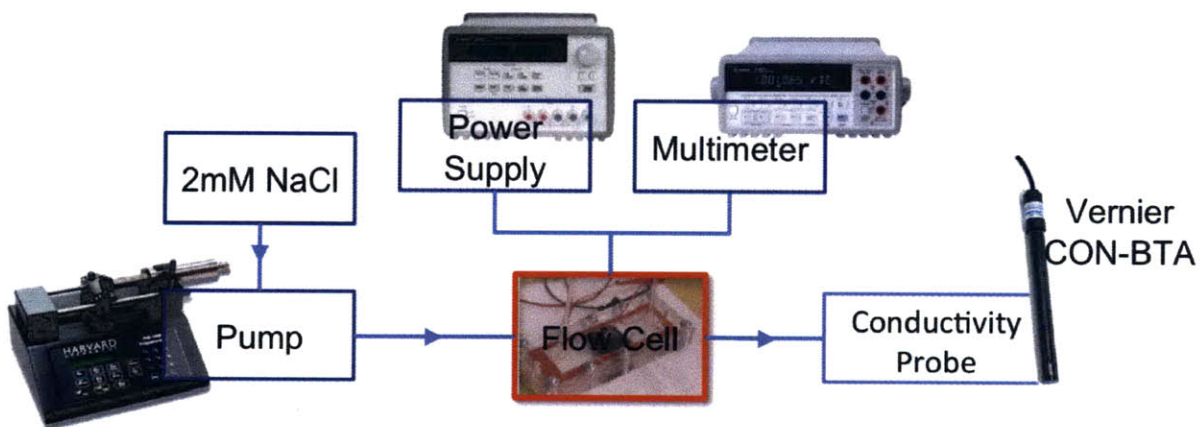 Power
Supply
Multimeter
2mM NaCl
Vernier
CON-BTA
Pump
Flow Cell
Conductivity
Probe
HARVARD